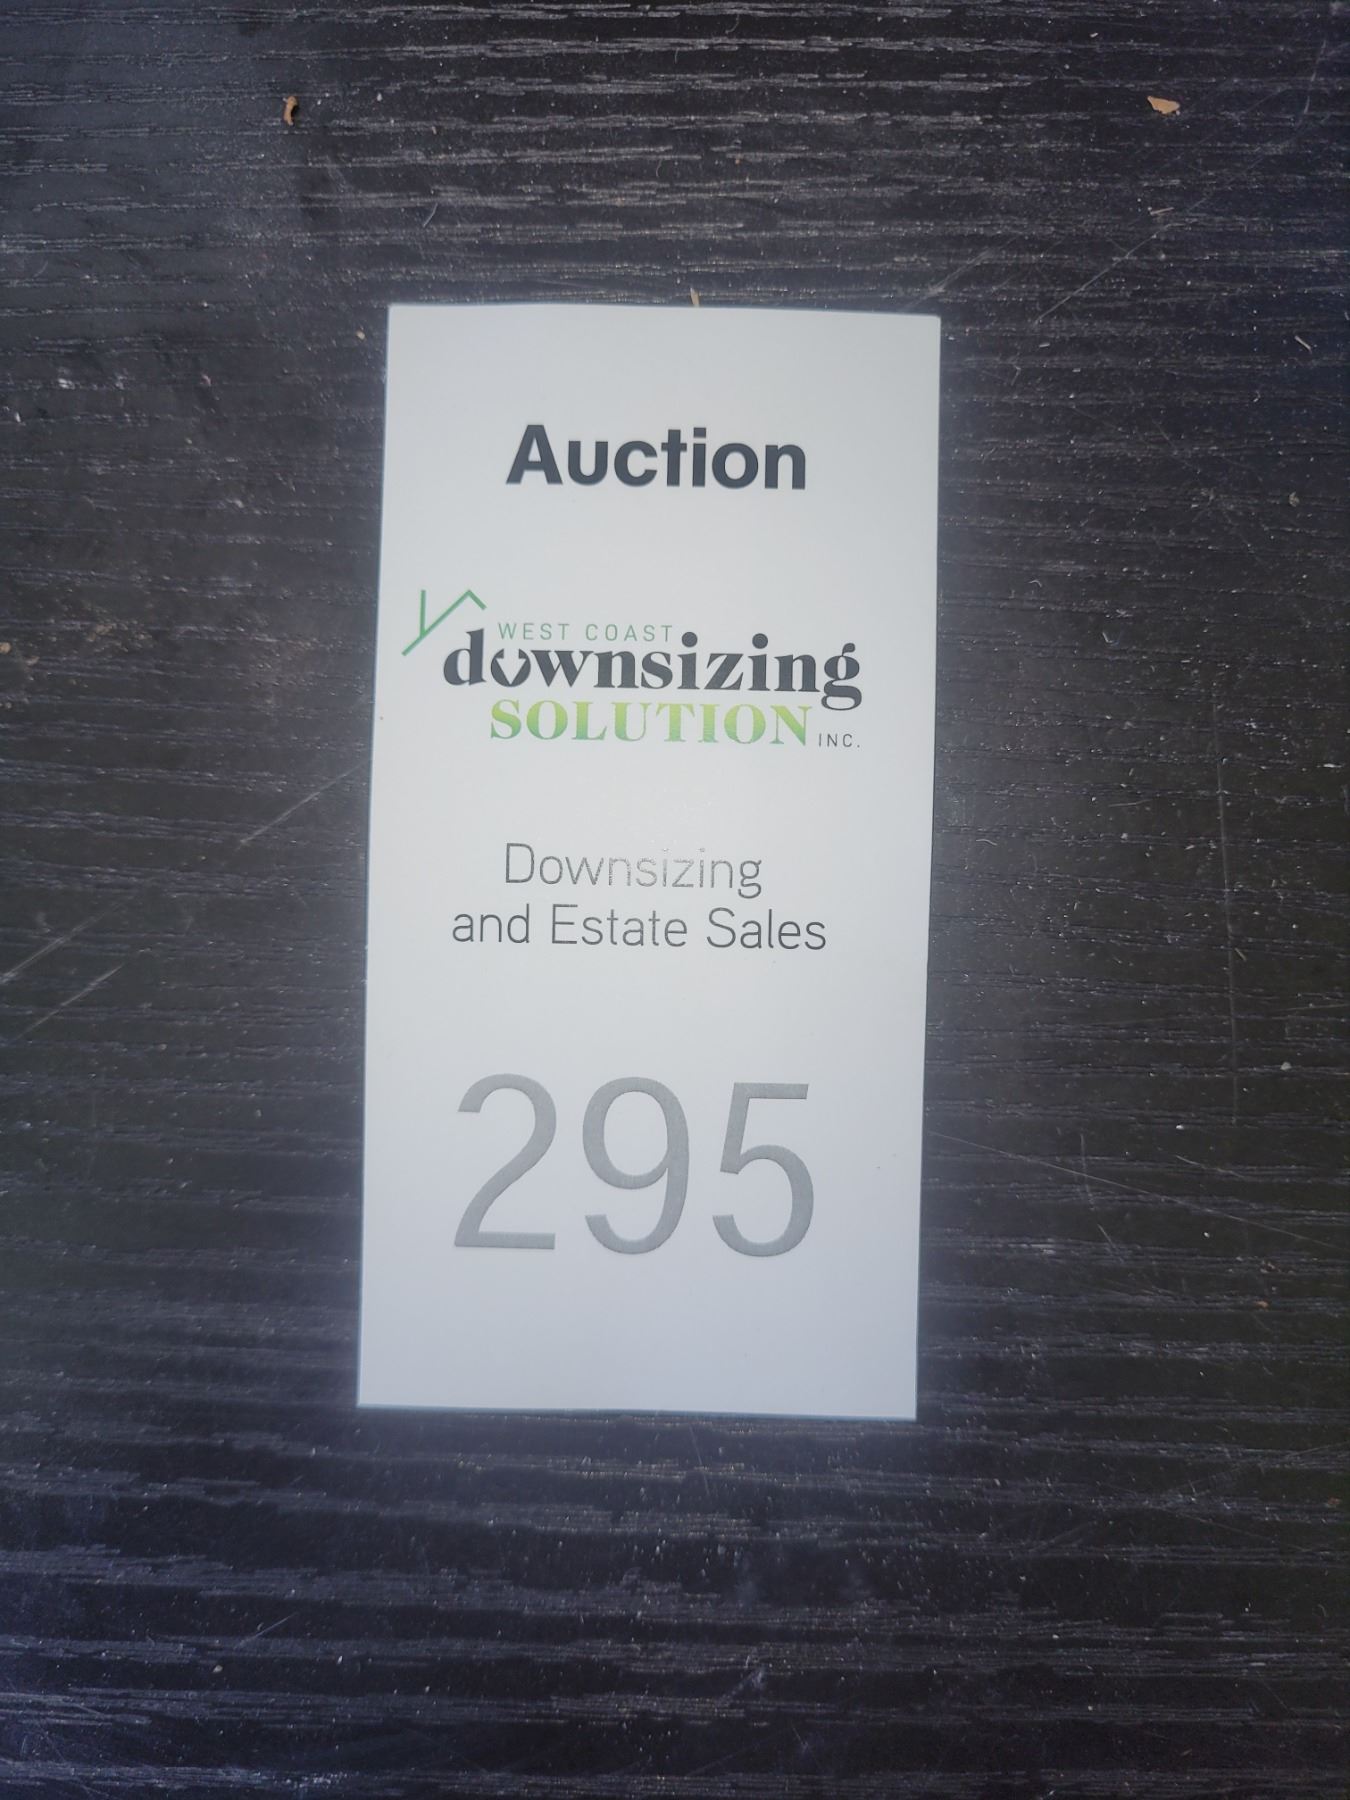 Auction
WEST COAST
downsizing
SOLUTION INC.
Downsizing
and Estate Sales
295